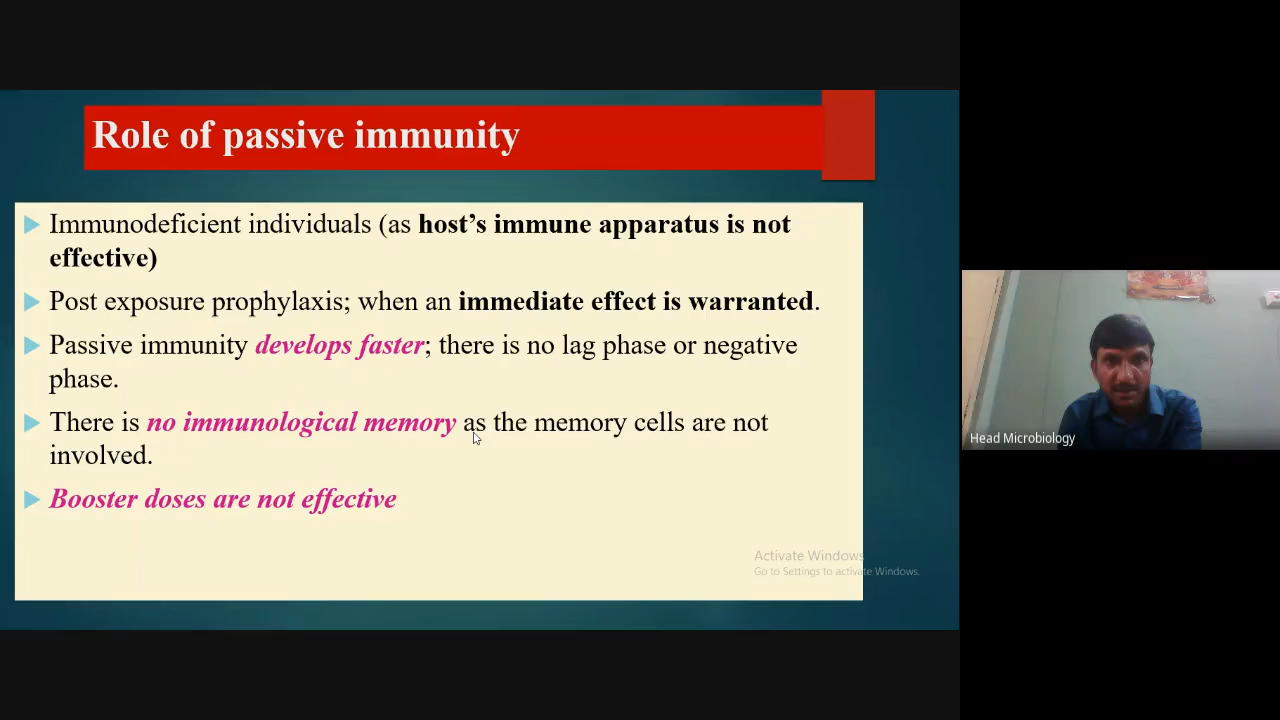 Role of passive immunity
Immunodeficient individuals (as host’s immune apparatus is not
effective)
Post exposure prophylaxis; when an immediate effect is warranted.
Passive immunity develops faster; there is no lag phase or negative
phase.
There is no immunological memory as the memory cells are not
involved.
Booster doses are not effective
Activate Windows
Go to Settings to activate Windows.
Head Microbiology